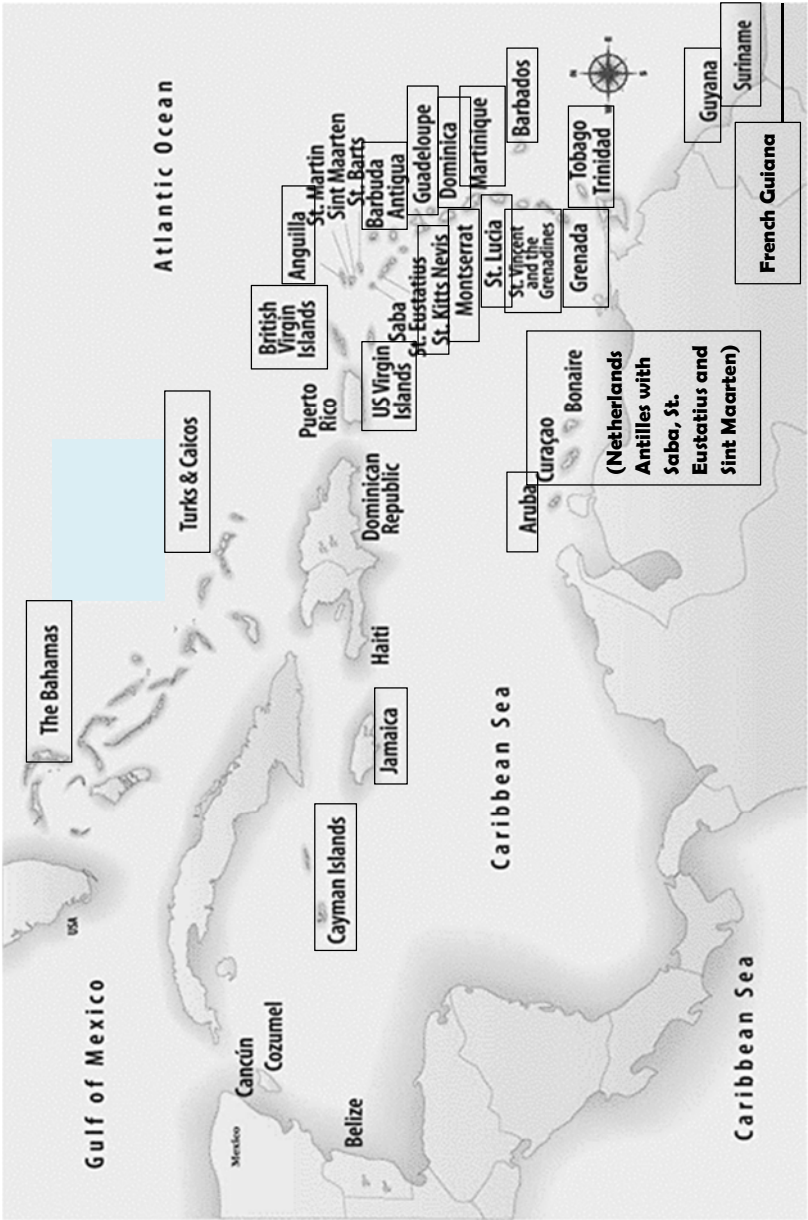 Gulf of Mexico
USA
The Bahamas
Atlantic Ocean
Turks & Caicos
Mexico
Cancún
Cozumel
Belize
Cayman Islands
Jamaica
Haiti
Dominican
Republic
Puerto
Rico
British
Virgin
Islands
US Virgin
Islands
Anguilla
St. Martin
Sint Maarten
St. Barts
Barbuda
Antigua
Saba
St. Eustatius
St. Kitts Nevis
Montserrat
Guadeloupe
Dominica
Martinique
St. Lucia
St. Vincent
and the
Grenadines
Barbados
Grenada
Tobago
Trinidad
N
E
S
W
Caribbean Sea
Aruba
Curaçao
Bonaire
(Netherlands
Antilles with
Saba, St.
Eustatius and
Sint Maarten)
Guyana
Suriname
French Guiana
Caribbean Sea